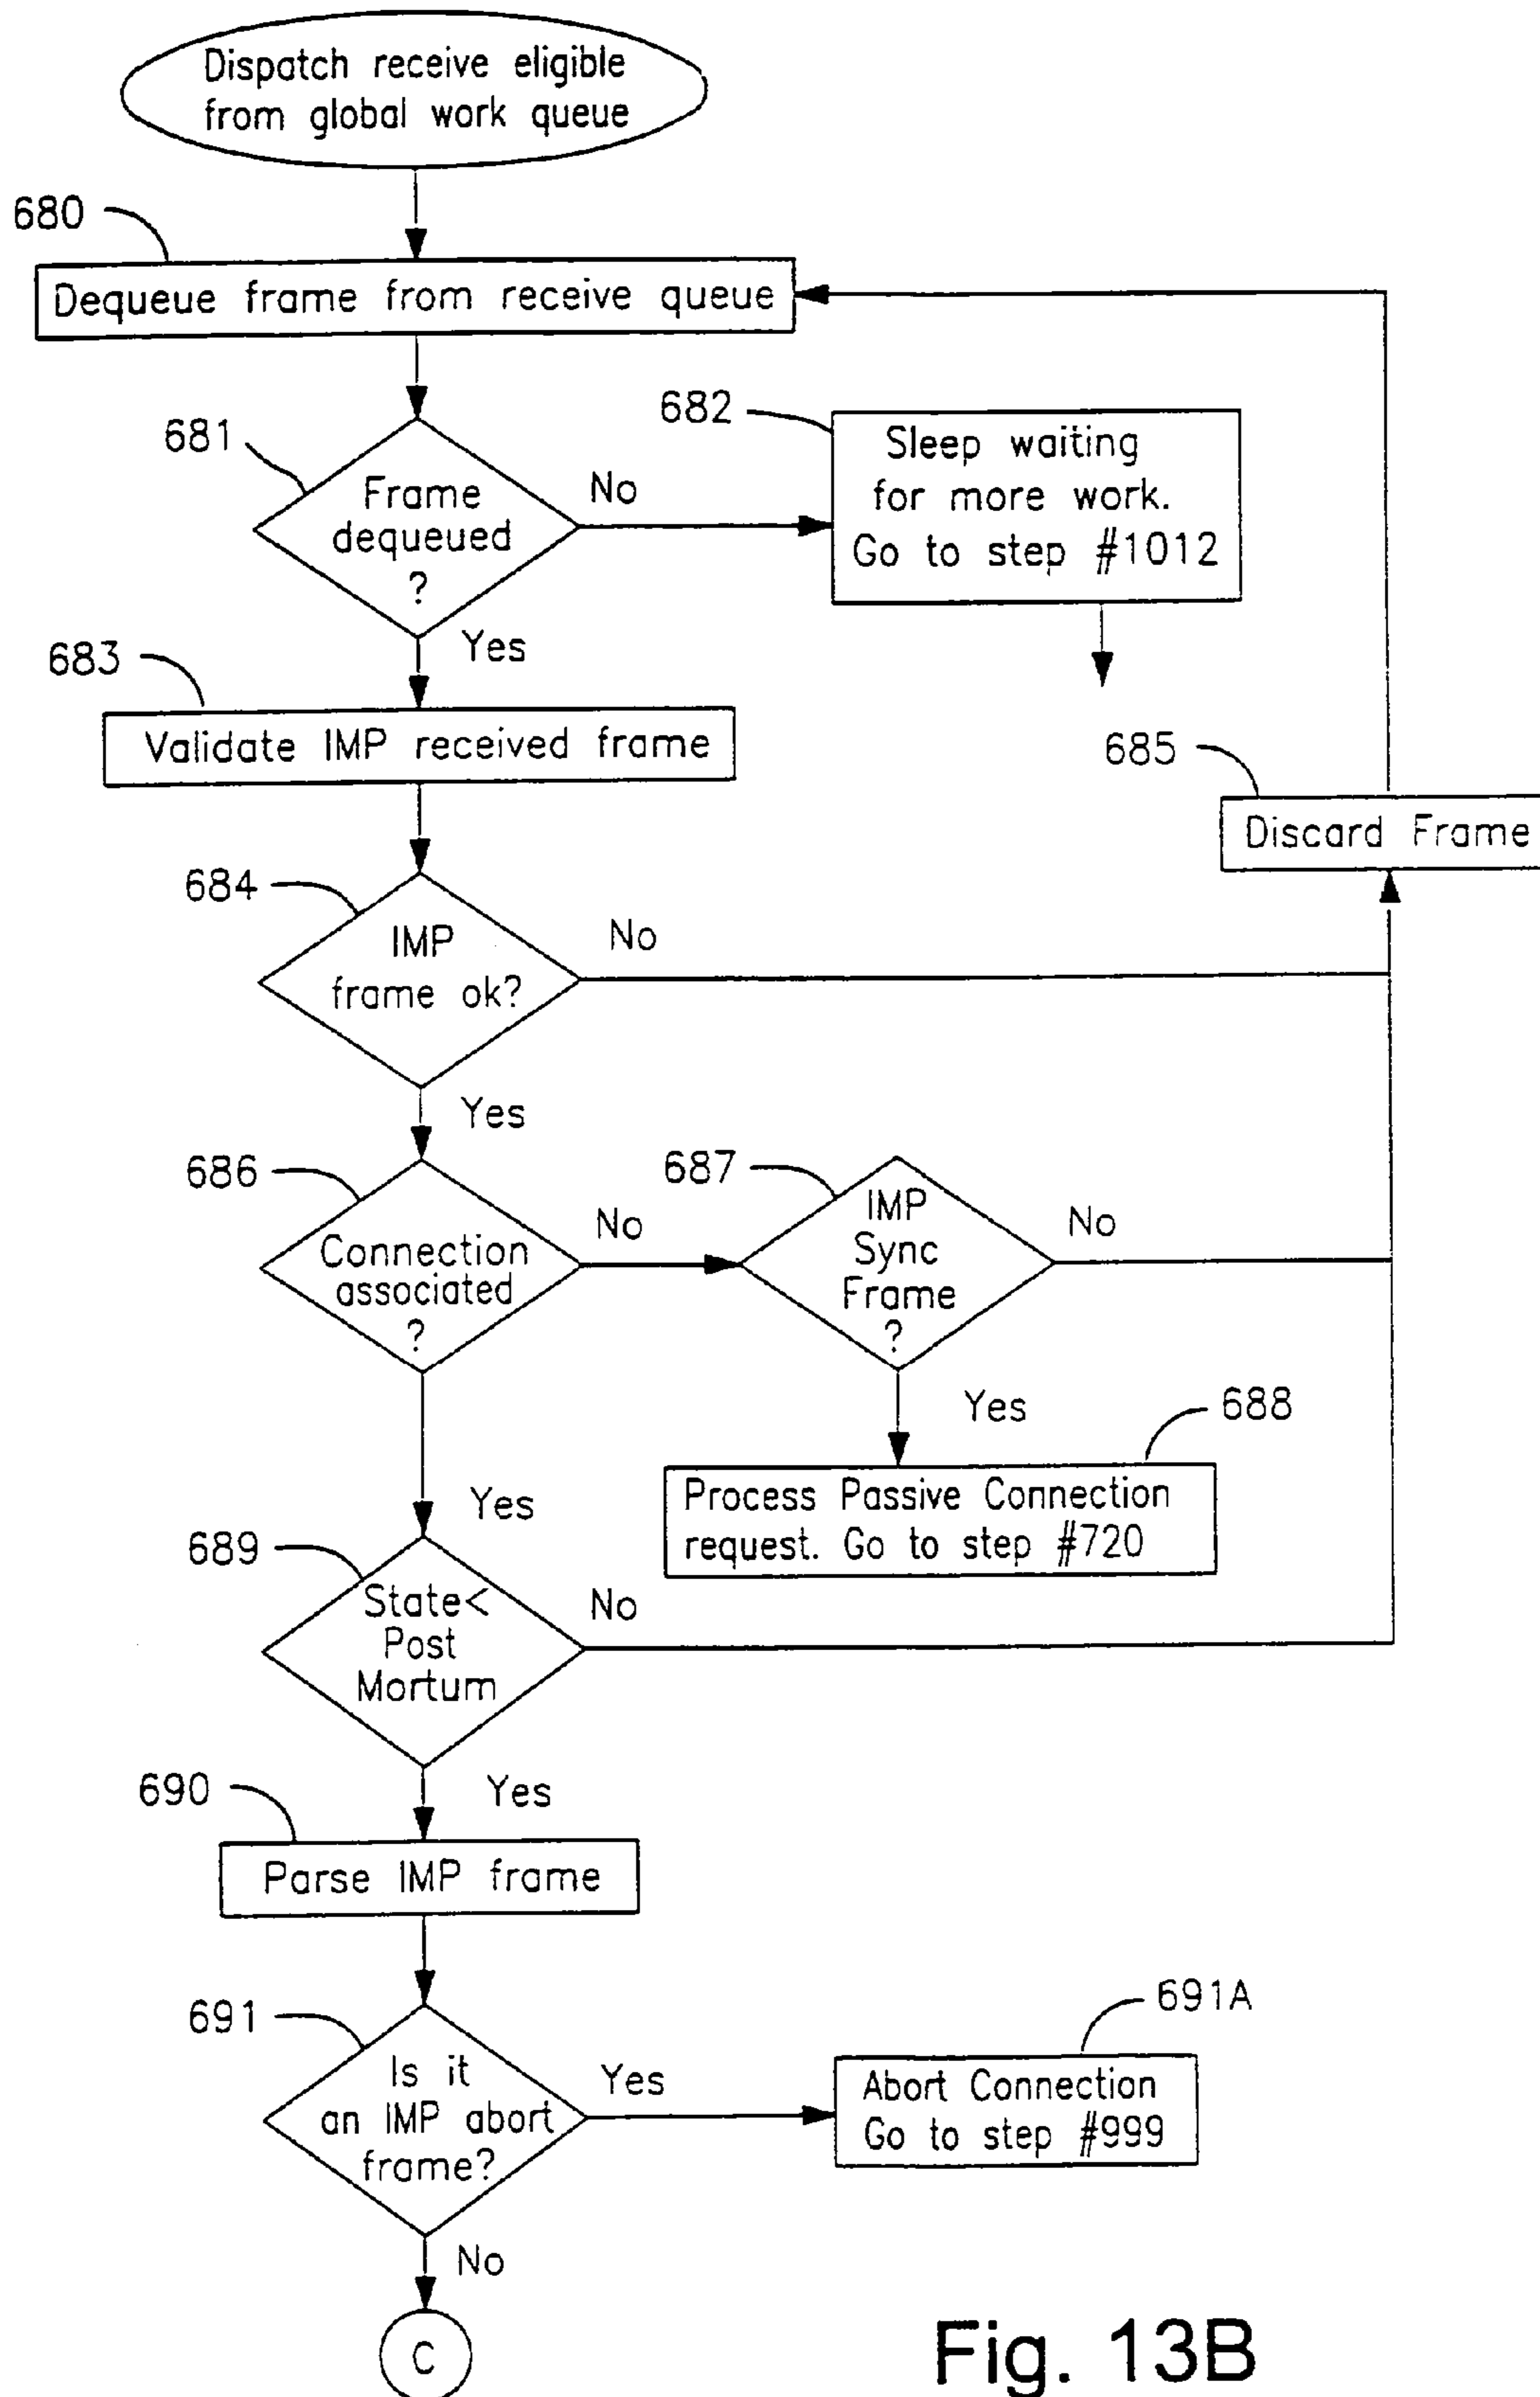 Dispatch receive eligible
from global work queue
680
Dequeue frame from receive queue
681
Frame
dequeued
?
No
682
Sleep waiting
for more work.
Go to step #1012
Yes
683
Validate IMP received frame
685
Discard Frame
684
IMP
frame ok?
No
Yes
686
Connection
associated
?
No
687
IMP
Sync
Frame
?
No
Yes
688
Process Passive Connection
request. Go to step #720
Yes
689
State<
Post
Mortum
No
Yes
690
Parse IMP frame
691
Is it
an IMP abort
frame?
Yes
691A
Abort Connection
Go to step #999
No
C
Fig. 13B